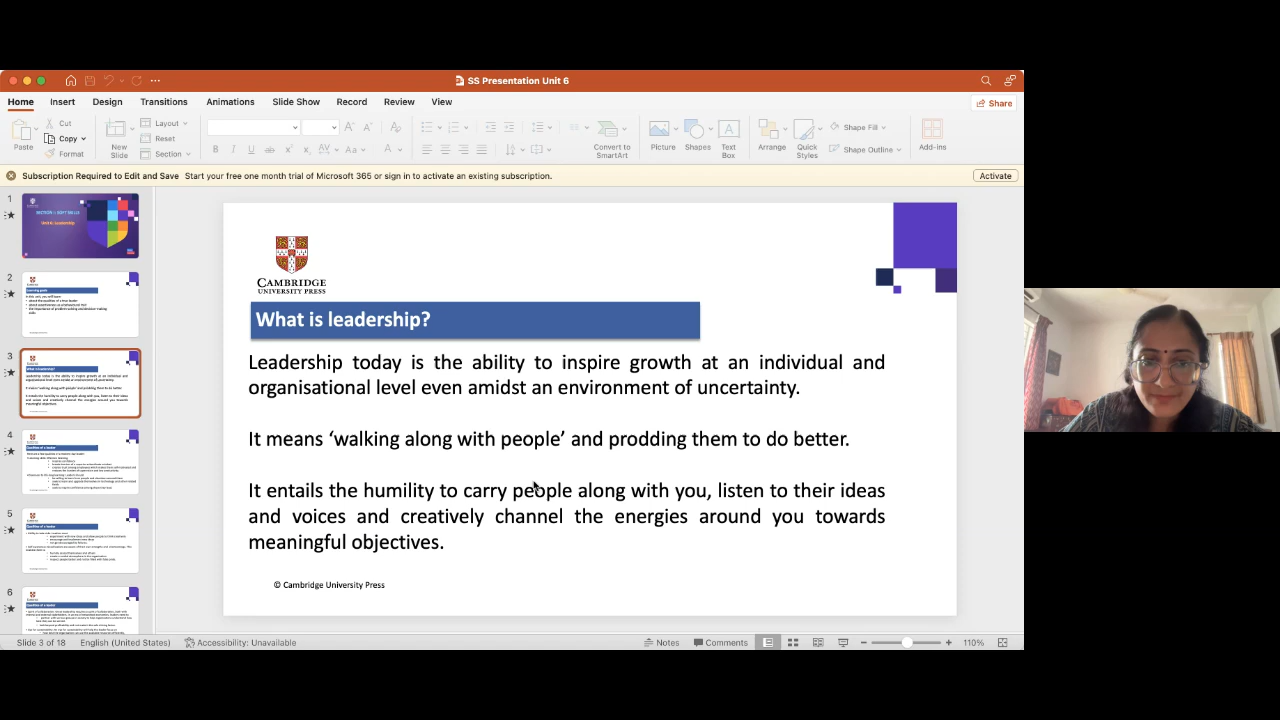 SS Presentation Unit 6
Home Insert Design Transitions Animations Slide Show Record Review View
Share
Paste
Cut
Copy
Format
New Slide
Layout
Reset
Section
Convert to SmartArt
Picture
Shapes
Text Box
Arrange
Quick Styles
Shape Fill
Shape Outline
Add-ins
Subscription Required to Edit and Save Start your free one month trial of Microsoft 365 or sign in to activate an existing subscription.
Activate
1
2
3
4
5
6
CAMBRIDGE
UNIVERSITY PRESS
What is leadership?
Leadership today is the ability to inspire growth at an individual and
organisational level even amidst an environment of uncertainty.
It means ‘walking along with people’ and prodding them to do better.
It entails the humility to carry people along with you, listen to their ideas
and voices and creatively channel the energies around you towards
meaningful objectives.
© Cambridge University Press
Slide 3 of 18 English (United States) Accessibility: Unavailable
Notes Comments 110%